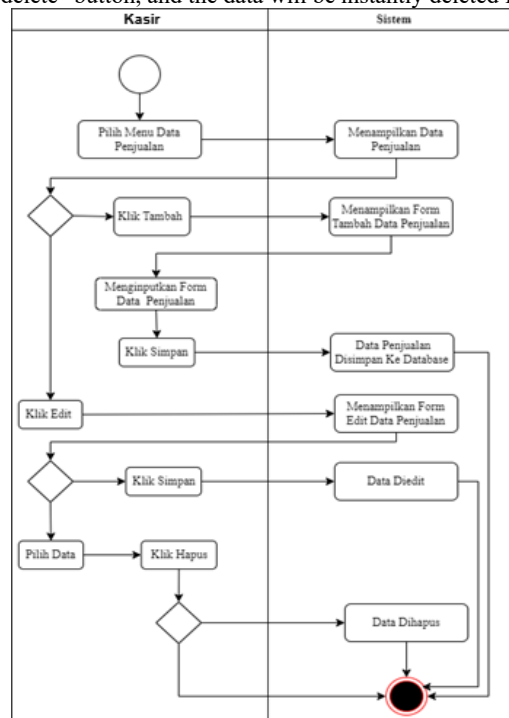 delete" button, and the data will be instantly deleted
Kasir
Sistem
Pilih Menu Data
Penjualan
Menampilkan Data
Penjualan
Klik Tambah
Menampilkan Form
Tambah Data Penjualan
Menginputkan Form
Data Penjualan
Klik Simpan
Data Penjualan
Disimpan Ke Database
Klik Edit
Menampilkan Form
Edit Data Penjualan
Klik Simpan
Data Diedit
Pilih Data
Klik Hapus
Data Dihapus